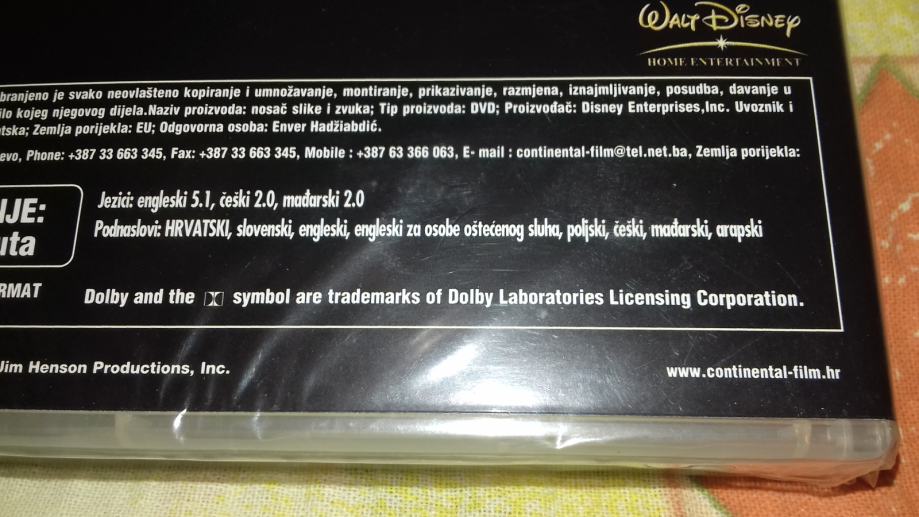 WALT DISNEY
HOME ENTERTAINMENT
branjeno je svako neovlašteno kopiranje i umnožavanje, montiranje, prikazivanje, razmjena, iznajmljivanje, posudba, davanje u
ilo kojeg njegovog dijela.Naziv proizvoda: nosač slike i zvuka; Tip proizvoda: DVD; Proizvođač: Disney Enterprises,Inc. Uvoznik i
atska; Zemlja porijekla: EU; Odgovorna osoba: Enver Hadžiabdić.
evo, Phone: +387 33 663 345, Fax: +387 33 663 345, Mobile : +387 63 366 063, E- mail : continental-film@tel.net.ba, Zemlja porijekla:
NJE:
uta
Jezici: engleski 5.1, češki 2.0, mađarski 2.0
Podnaslovi: HRVATSKI, slovenski, engleski, engleski za osobe oštećenog sluha, poljski, češki, mađarski, arapski
RMAT
Dolby and the symbol are trademarks of Dolby Laboratories Licensing Corporation.
Jim Henson Productions, Inc.
www.continental-film.hr